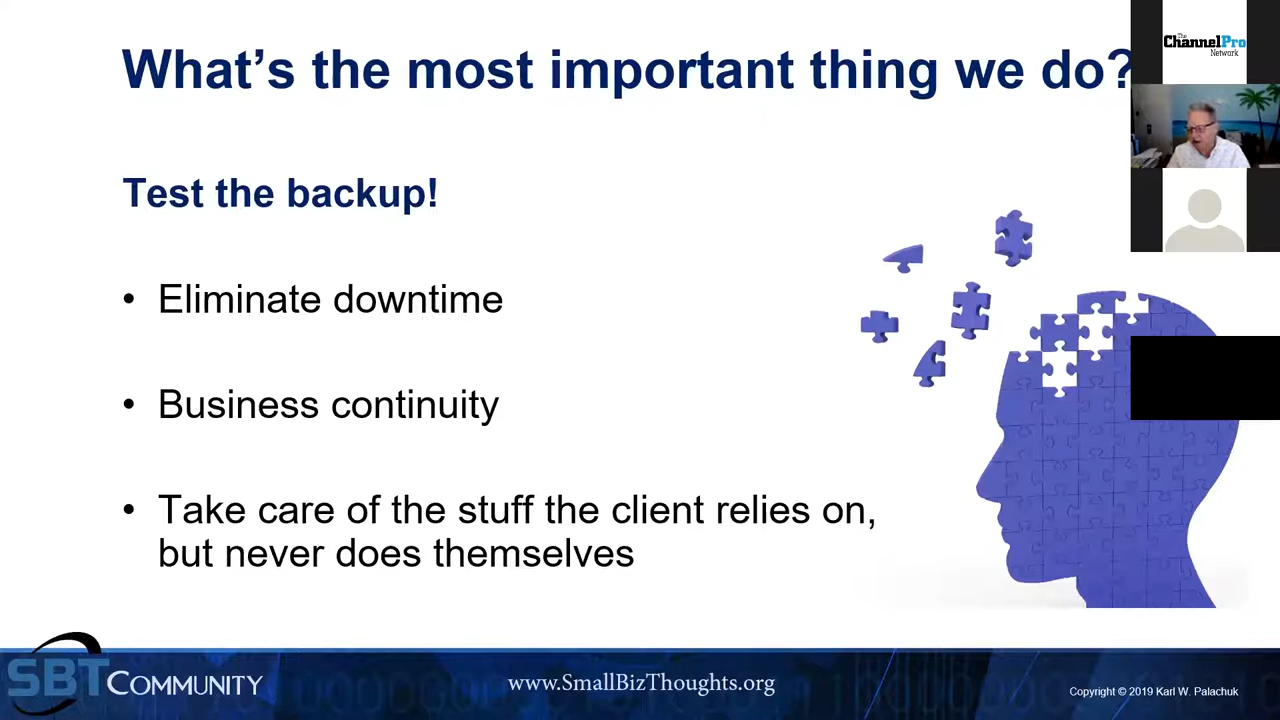 What's the most important thing we do?
The
ChannelPro
Network
Test the backup!
• Eliminate downtime
• Business continuity
• Take care of the stuff the client relies on,
but never does themselves
SBT COMMUNITY
www.SmallBizThoughts.org
Copyright © 2019 Karl W. Palachuk